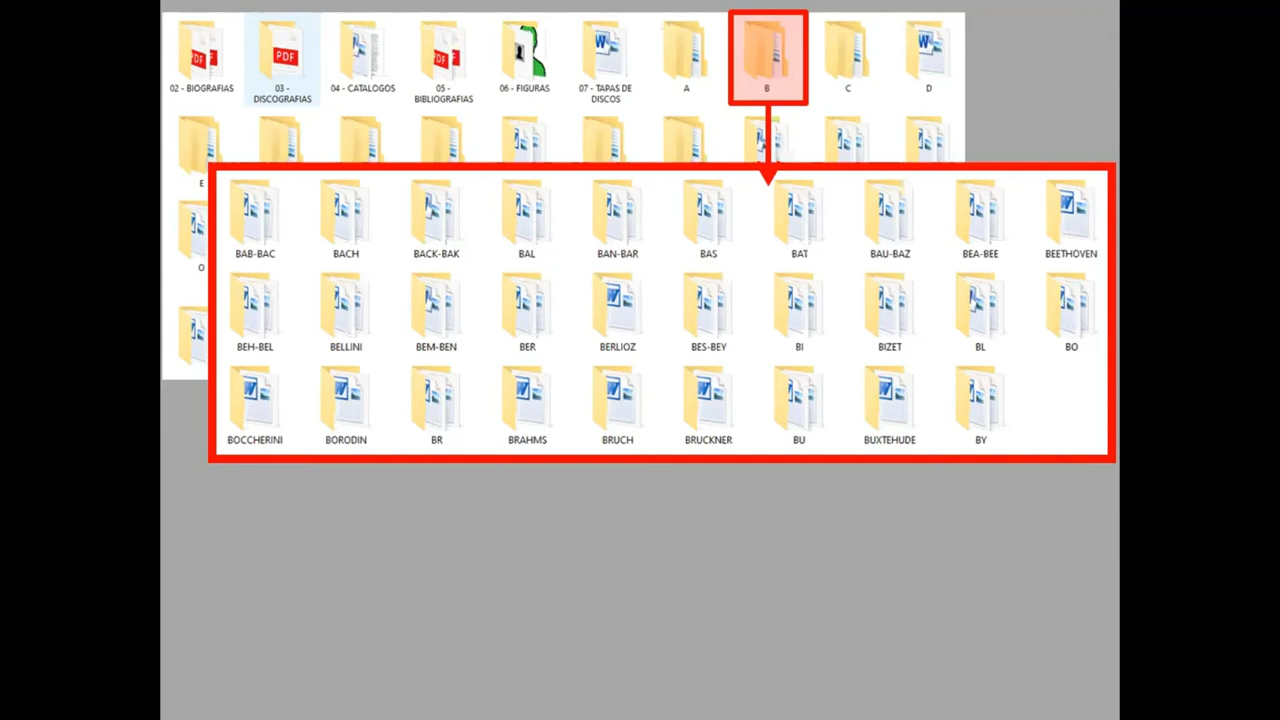 02 - BIOGRAFIAS
03 -
DISCOGRAFIAS
04 - CATALOGOS
05 -
BIBLIOGRAFIAS
06 - FIGURAS
07 - TAPAS DE
DISCOS
A
B
C
D
E
O
BAB-BAC
BACH
BACK-BAK
BAL
BAN-BAR
BAS
BAT
BAU-BAZ
BEA-BEE
BEETHOVEN
BEH-BEL
BELLINI
BEM-BEN
BER
BERLIOZ
BES-BEY
BI
BIZET
BL
BO
BOCCHERINI
BORODIN
BR
BRAHMS
BRUCH
BRUCKNER
BU
BUXTEHUDE
BY